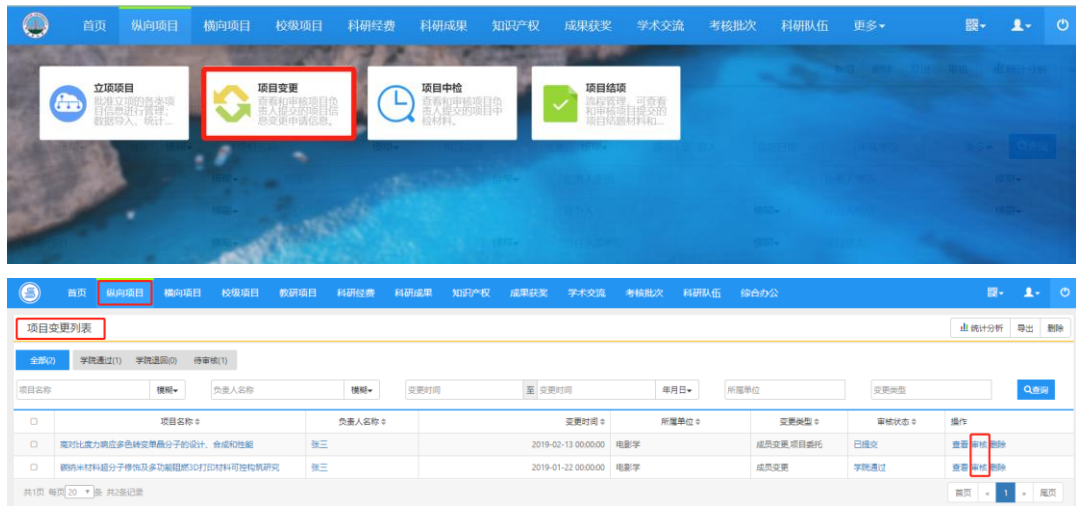 首页 纵向项目 横向项目 校级项目 科研经费 科研成果 知识产权 成果获奖 学术交流 考核批次 科研队伍 更多
立项项目 项目变更 项目中检 项目结项
批准立项的各类项 查看和审核项目负 查看和审核项目负 流程管理，可查看
目信息进行管理， 责人提交的项目信 责人提交的项目中 和审核项目提交的
数据导入、统计... 息变更申请信息。 检材料。 项目结题材料和...
首页 纵向项目 横向项目 校级项目 教研项目 科研经费 科研成果 知识产权 成果获奖 学术交流 考核批次 科研队伍 综合办公
项目变更列表 统计分析 导出 删除
全部(2) 学院通过(1) 学院退回(0) 待审核(1)
项目名称 模糊 负责人名称 模糊 变更时间 至 变更时间 年月日 所属单位 变更类型 查询
项目名称 负责人名称 变更时间 所属单位 变更类型 审核状态 操作
高对比度力响应多色转变单晶分子的设计、合成和性能 张三 2019-02-13 00:00:00 电影学 成员变更,项目委托 已提交 查看 审核 删除
碳纳米材料超分子修饰及多功能阻燃3D打印材料可控构筑研究 张三 2019-01-22 00:00:00 电影学 成员变更 学院通过 查看 审核 删除
共1页 每页 20 条 共2条记录 首页 « 1 » 尾页